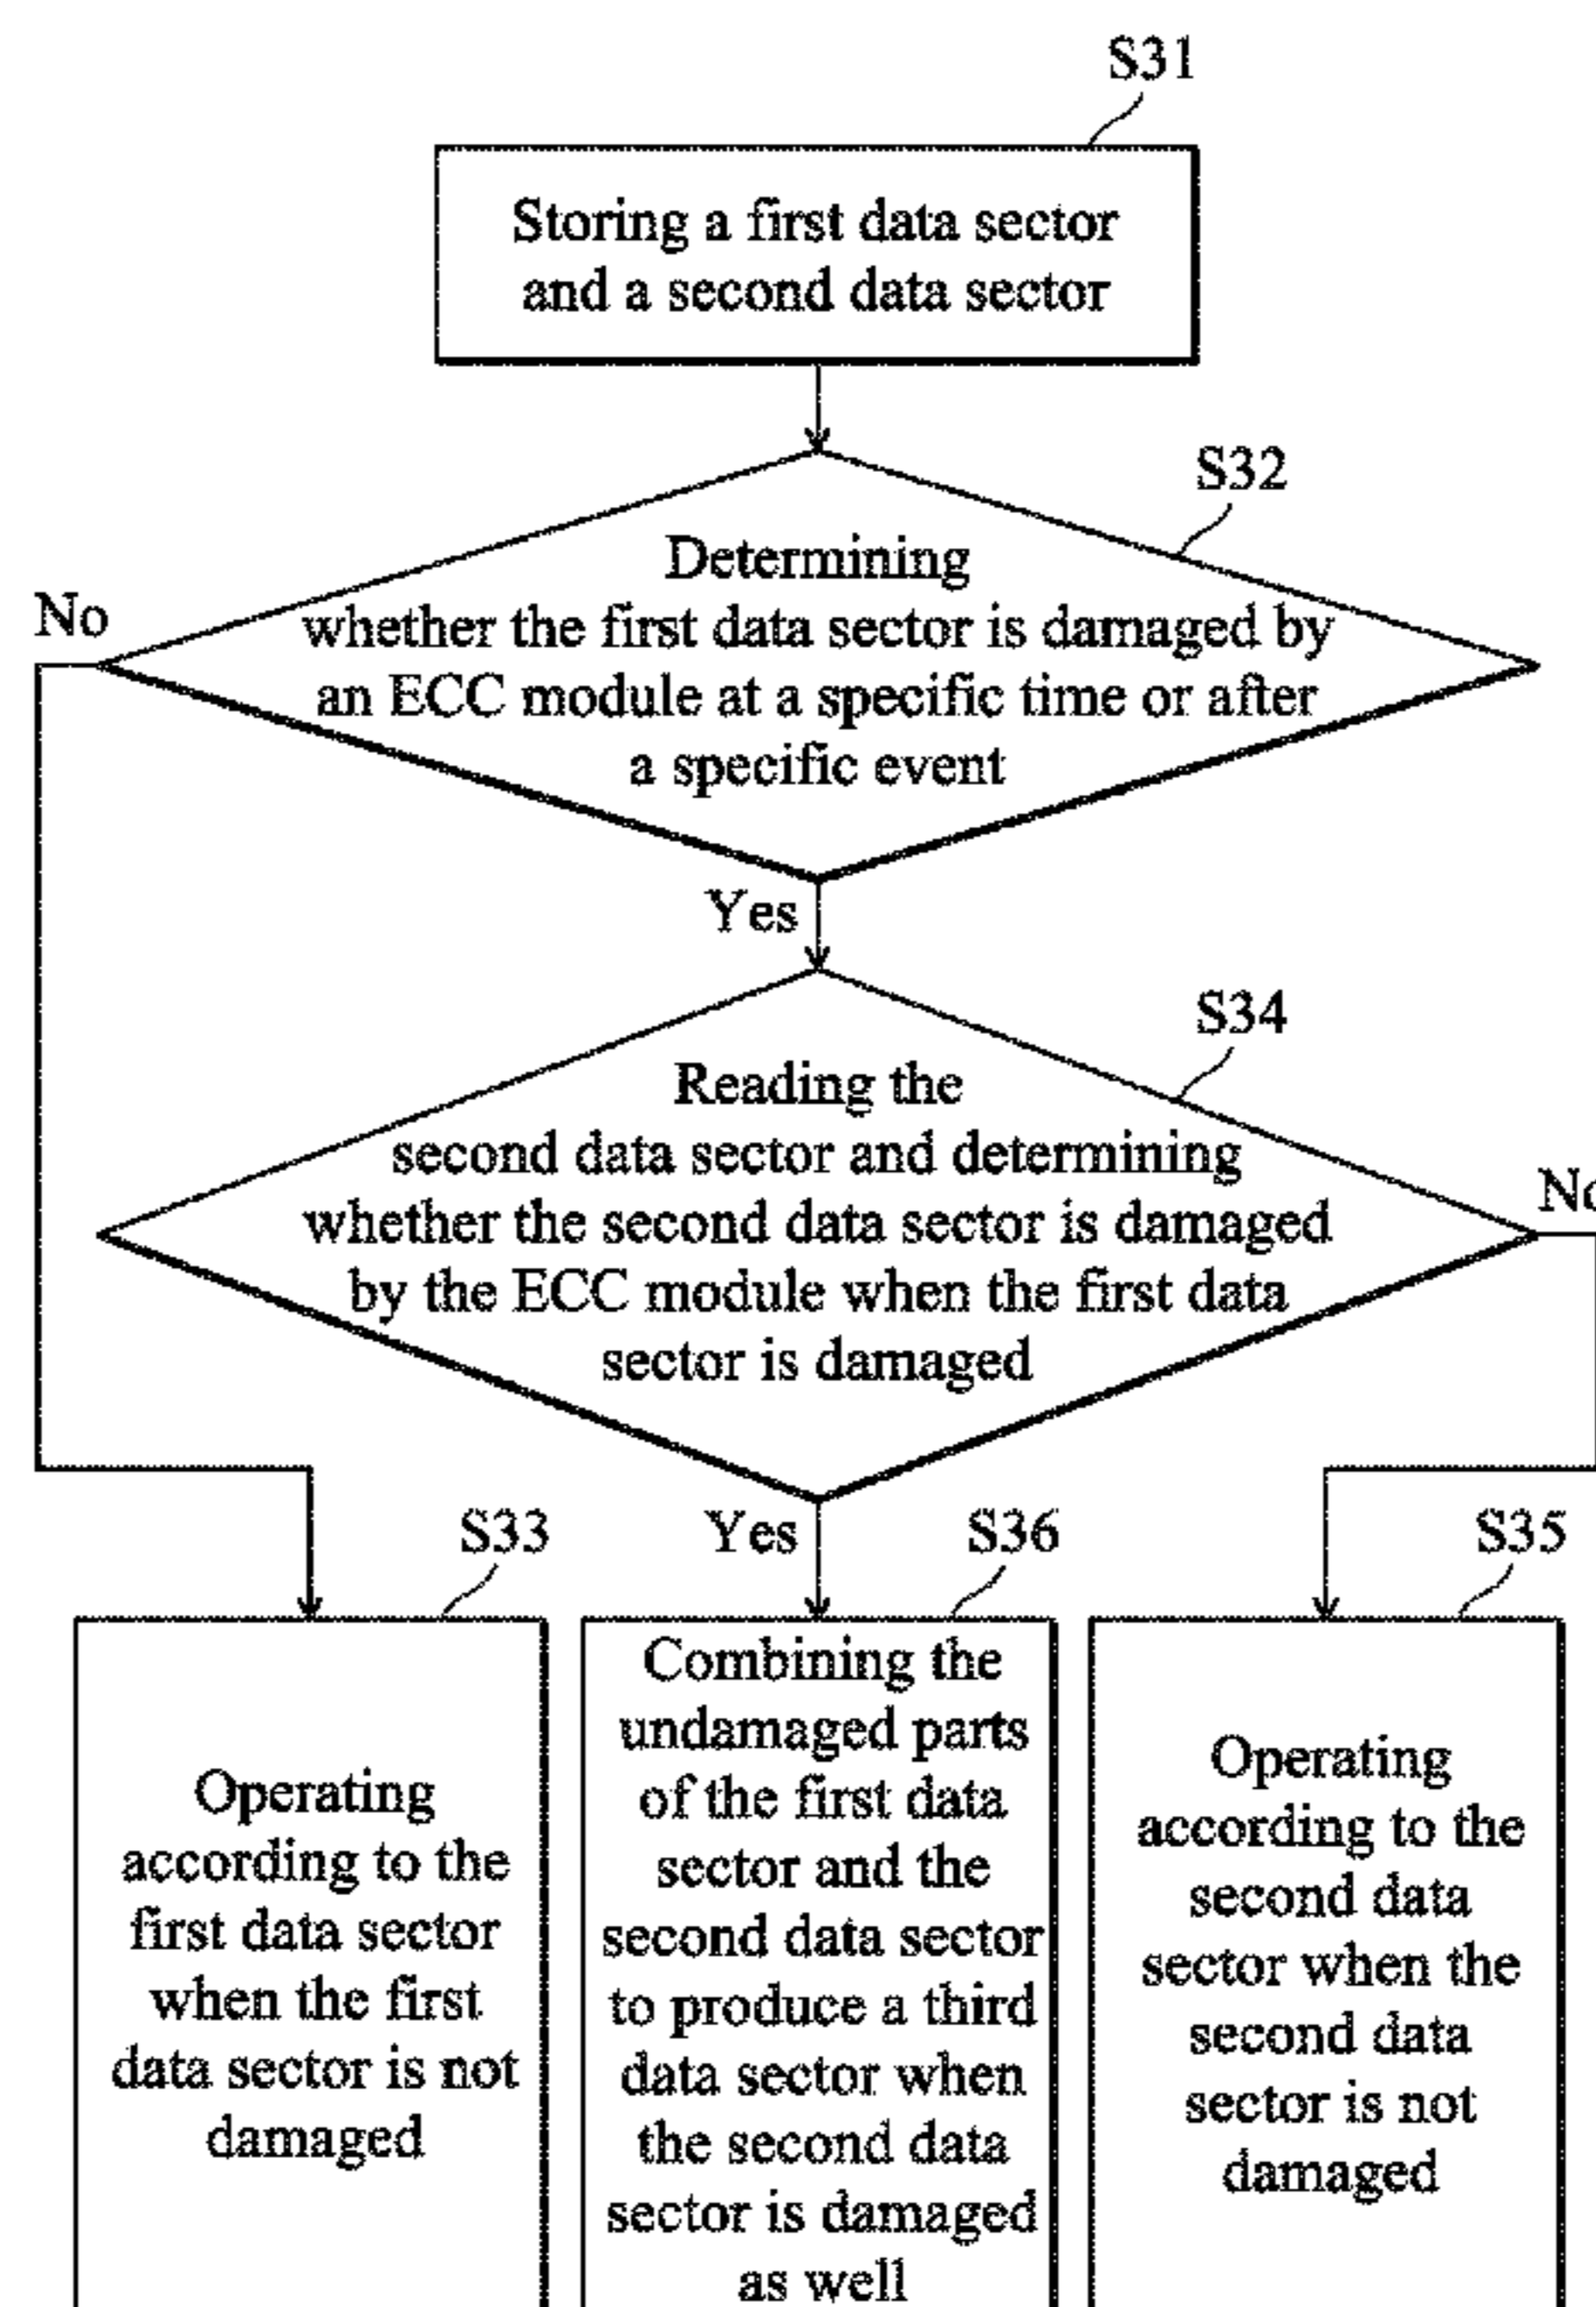 S31
Storing a first data sector
and a second data sector
S32
Determining
whether the first data sector is damaged by
an ECC module at a specific time or after
a specific event
No
Yes
S34
Reading the
second data sector and determining
whether the second data sector is damaged
by the ECC module when the first data
sector is damaged
No
Yes
S33
Operating
according to the
first data sector
when the first
data sector is not
damaged
S36
Combining the
undamaged parts
of the first data
sector and the
second data sector
to produce a third
data sector when
the second data
sector is damaged
as well
S35
Operating
according to the
second data
sector when the
second data
sector is not
damaged